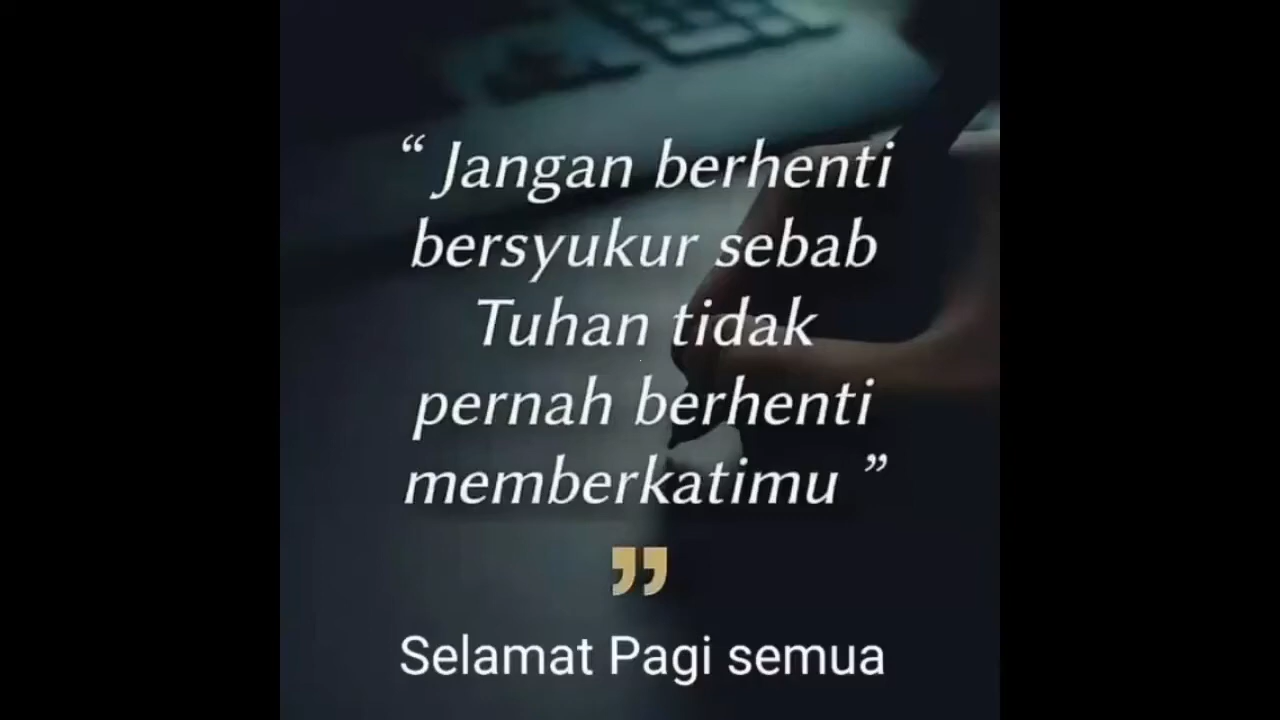 “ Jangan berhenti
bersyukur sebab
Tuhan tidak
pernah berhenti
memberkatimu ”
”
Selamat Pagi semua